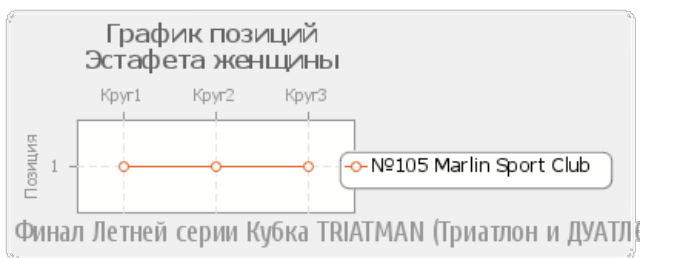 График позиций
Эстафета женщины
Круг1 Круг2 Круг3
Позиция
1
№105 Marlin Sport Club
Финал Летней серии Кубка TRIATMAN (Триатлон и